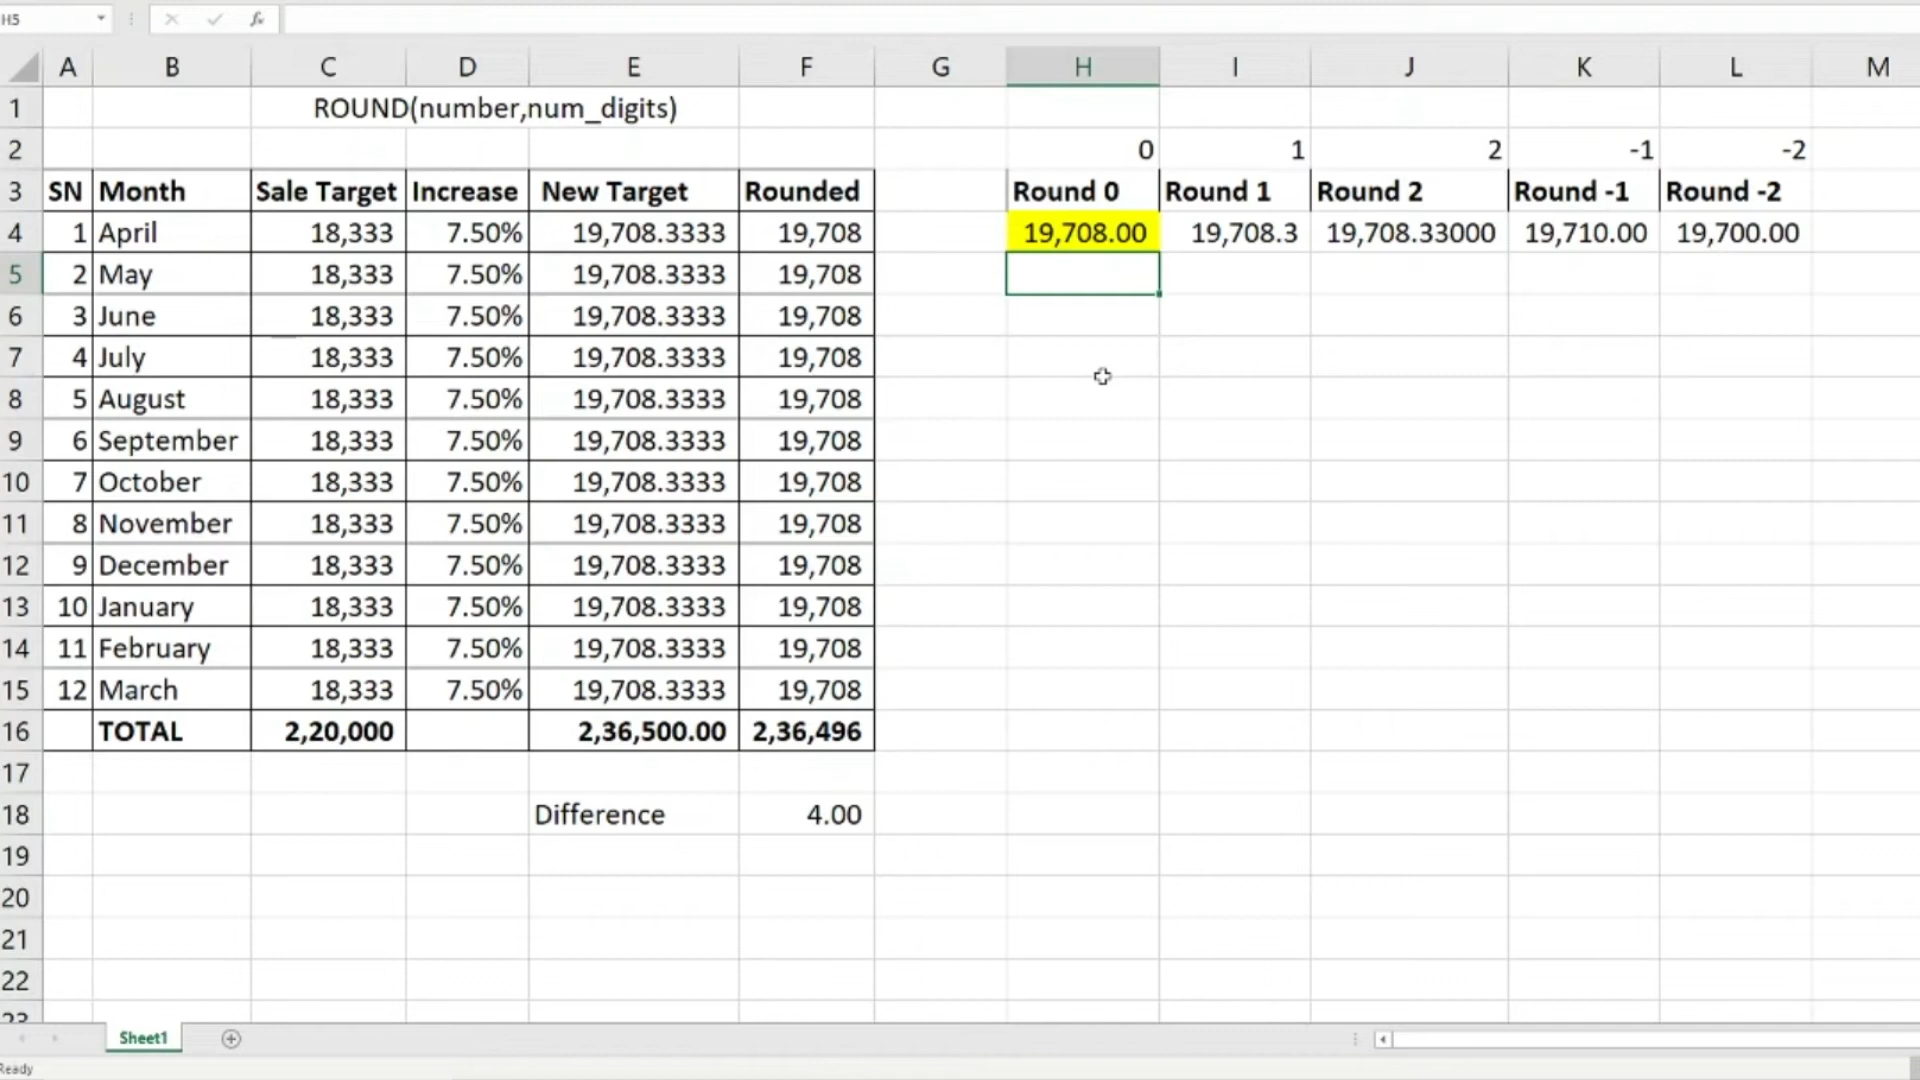 H5 fx
A B C D E F G H I J K L M
1 ROUND(number,num_digits)
2 0 1 2 -1 -2
3 SN Month Sale Target Increase New Target Rounded Round 0 Round 1 Round 2 Round -1 Round -2
4 1 April 18,333 7.50% 19,708.3333 19,708 19,708.00 19,708.3 19,708.33000 19,710.00 19,700.00
5 2 May 18,333 7.50% 19,708.3333 19,708
6 3 June 18,333 7.50% 19,708.3333 19,708
7 4 July 18,333 7.50% 19,708.3333 19,708
8 5 August 18,333 7.50% 19,708.3333 19,708
9 6 September 18,333 7.50% 19,708.3333 19,708
10 7 October 18,333 7.50% 19,708.3333 19,708
11 8 November 18,333 7.50% 19,708.3333 19,708
12 9 December 18,333 7.50% 19,708.3333 19,708
13 10 January 18,333 7.50% 19,708.3333 19,708
14 11 February 18,333 7.50% 19,708.3333 19,708
15 12 March 18,333 7.50% 19,708.3333 19,708
16 TOTAL 2,20,000 2,36,500.00 2,36,496
17
18 Difference 4.00
19
20
21
22
23
Sheet1
Ready